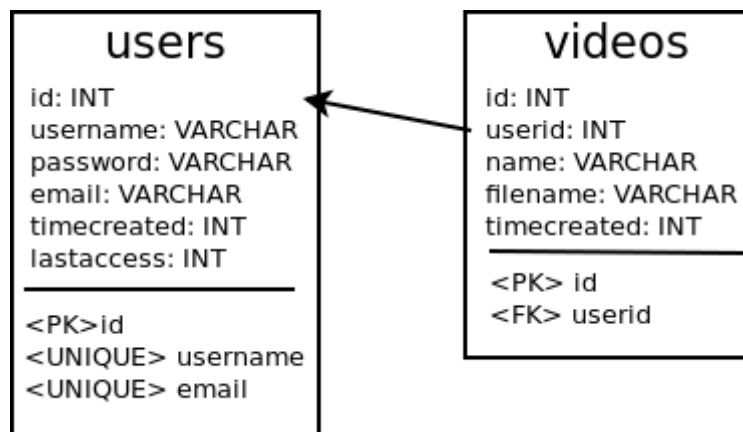 users
id: INT
username: VARCHAR
password: VARCHAR
email: VARCHAR
timecreated: INT
lastaccess: INT
<PK>id
<UNIQUE> username
<UNIQUE> email
videos
id: INT
userid: INT
name: VARCHAR
filename: VARCHAR
timecreated: INT
<PK> id
<FK> userid